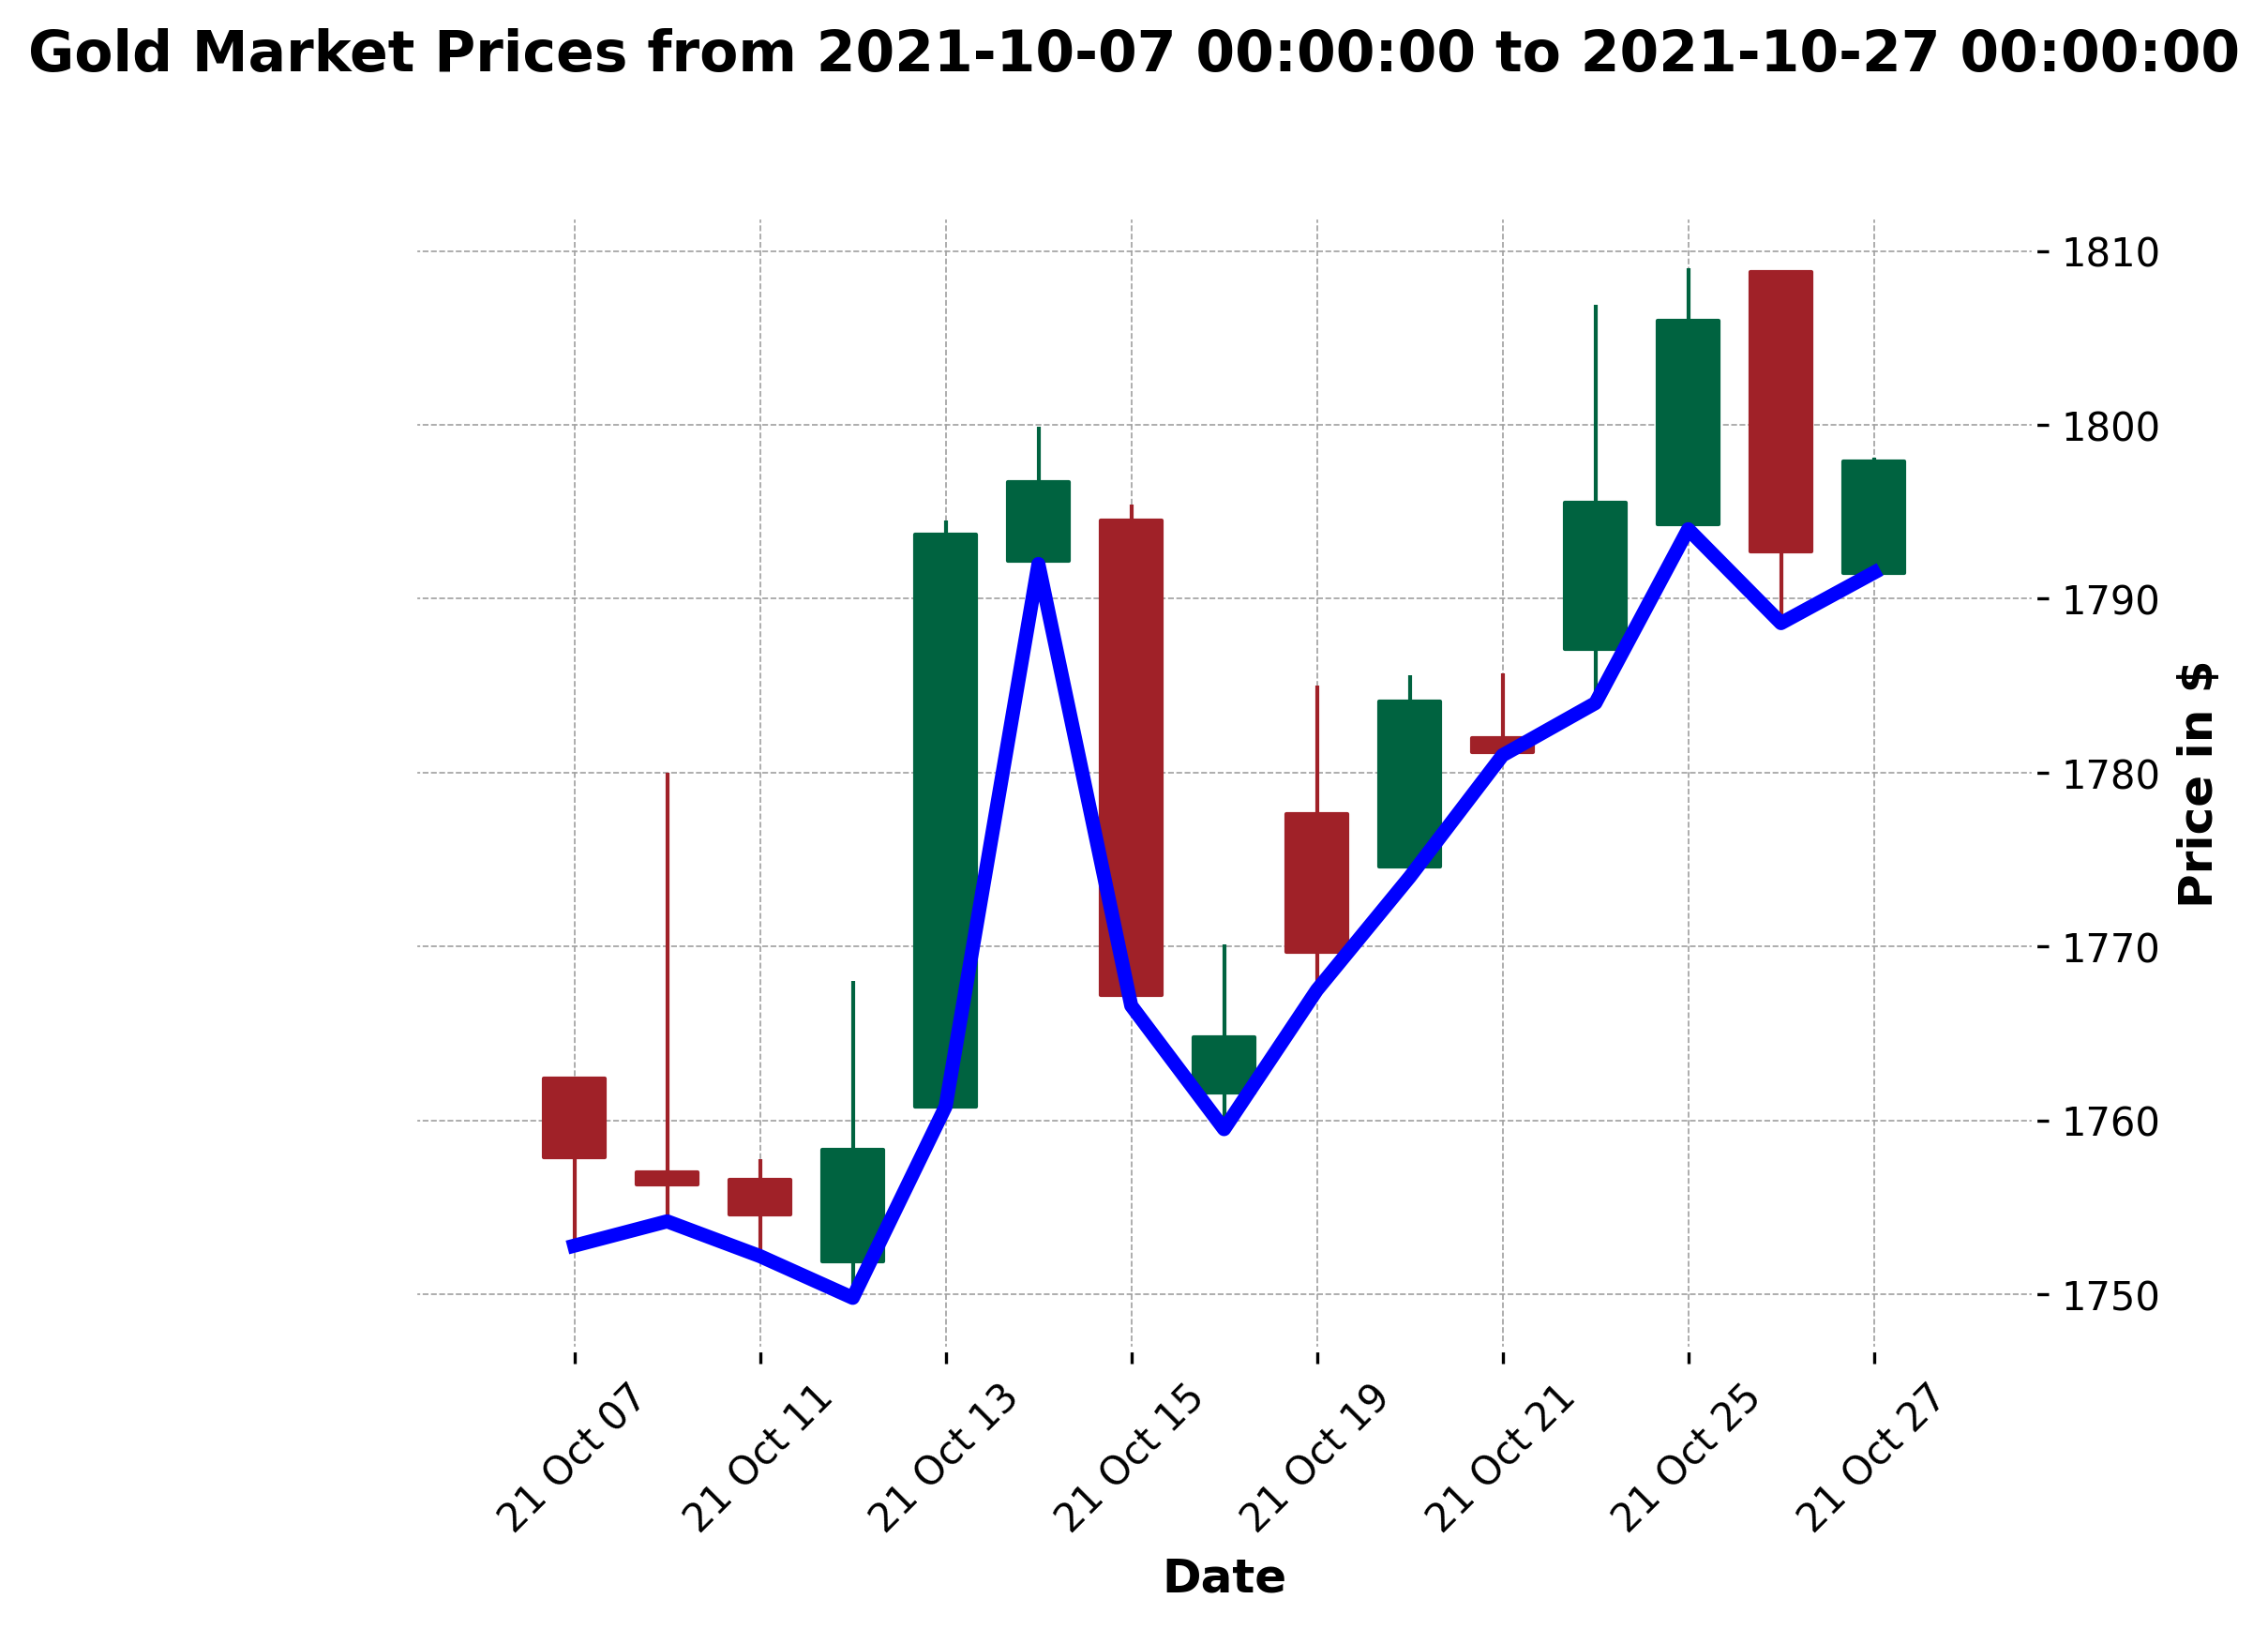 Gold Market Prices from 2021-10-07 00:00:00 to 2021-10-27 00:00:00
1810
1800
1790
1780
1770
1760
1750
Price in $
21 Oct 07
21 Oct 11
21 Oct 13
21 Oct 15
21 Oct 19
21 Oct 21
21 Oct 25
21 Oct 27
Date